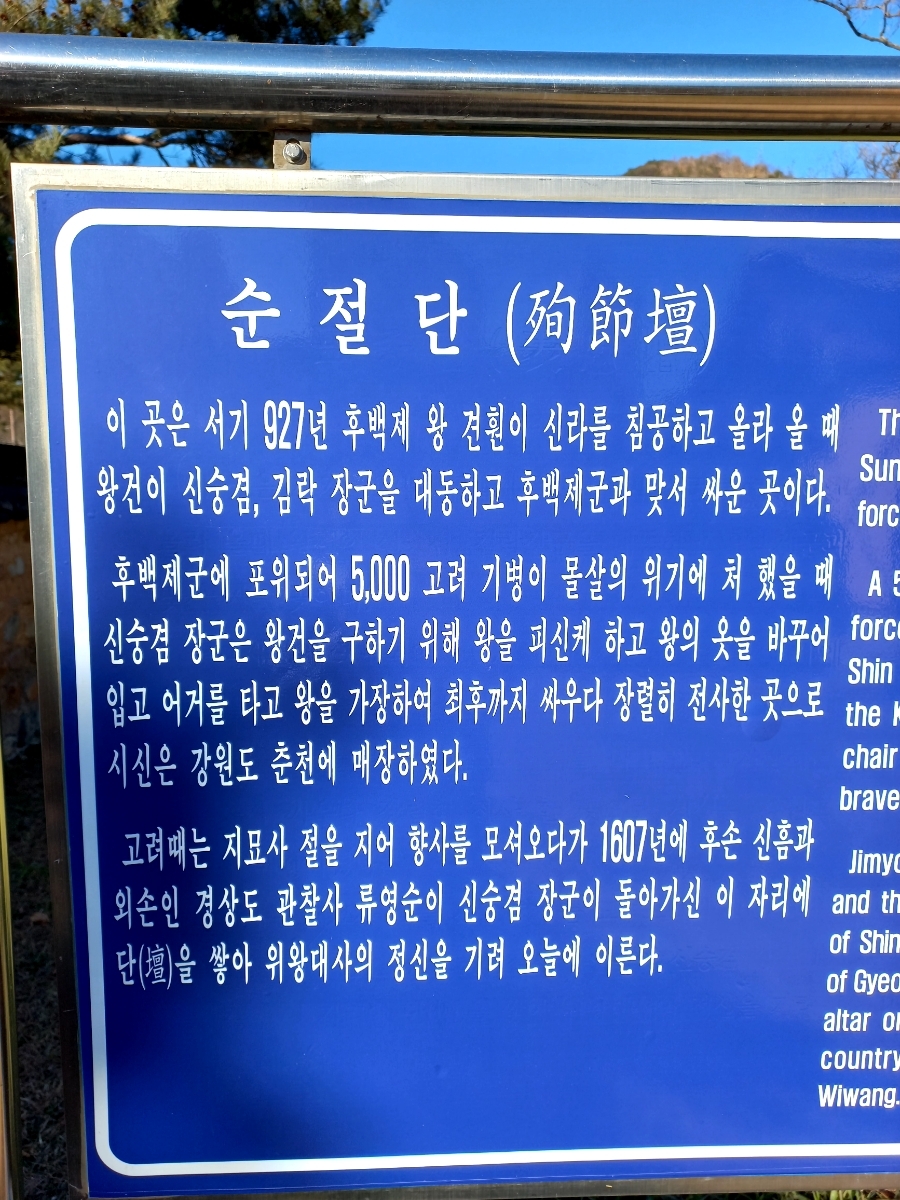 순 절 단 (殉節壇)
이 곳은 서기 927년 후백제 왕 견훤이 신라를 침공하고 올라 올 때
왕건이 신숭겸, 김락 장군을 대동하고 후백제군과 맞서 싸운 곳이다.
후백제군에 포위되어 5,000 고려 기병이 몰살의 위기에 처 했을 때
신숭겸 장군은 왕건을 구하기 위해 왕을 피신케 하고 왕의 옷을 바꾸어
입고 어거를 타고 왕을 가장하여 최후까지 싸우다 장렬히 전사한 곳으로
시신은 강원도 춘천에 매장하였다.
고려때는 지묘사 절을 지어 향사를 모셔오다가 1607년에 후손 신흠과
외손인 경상도 관찰사 류영순이 신숭겸 장군이 돌아가신 이 자리에
단(壇)을 쌓아 위왕대사의 정신을 기려 오늘에 이른다.
Th
Sun
forc
A 5
force
Shin
the K
chair
brave
Jimyo
and th
of Shin
of Gyeo
altar or
country
Wiwang.